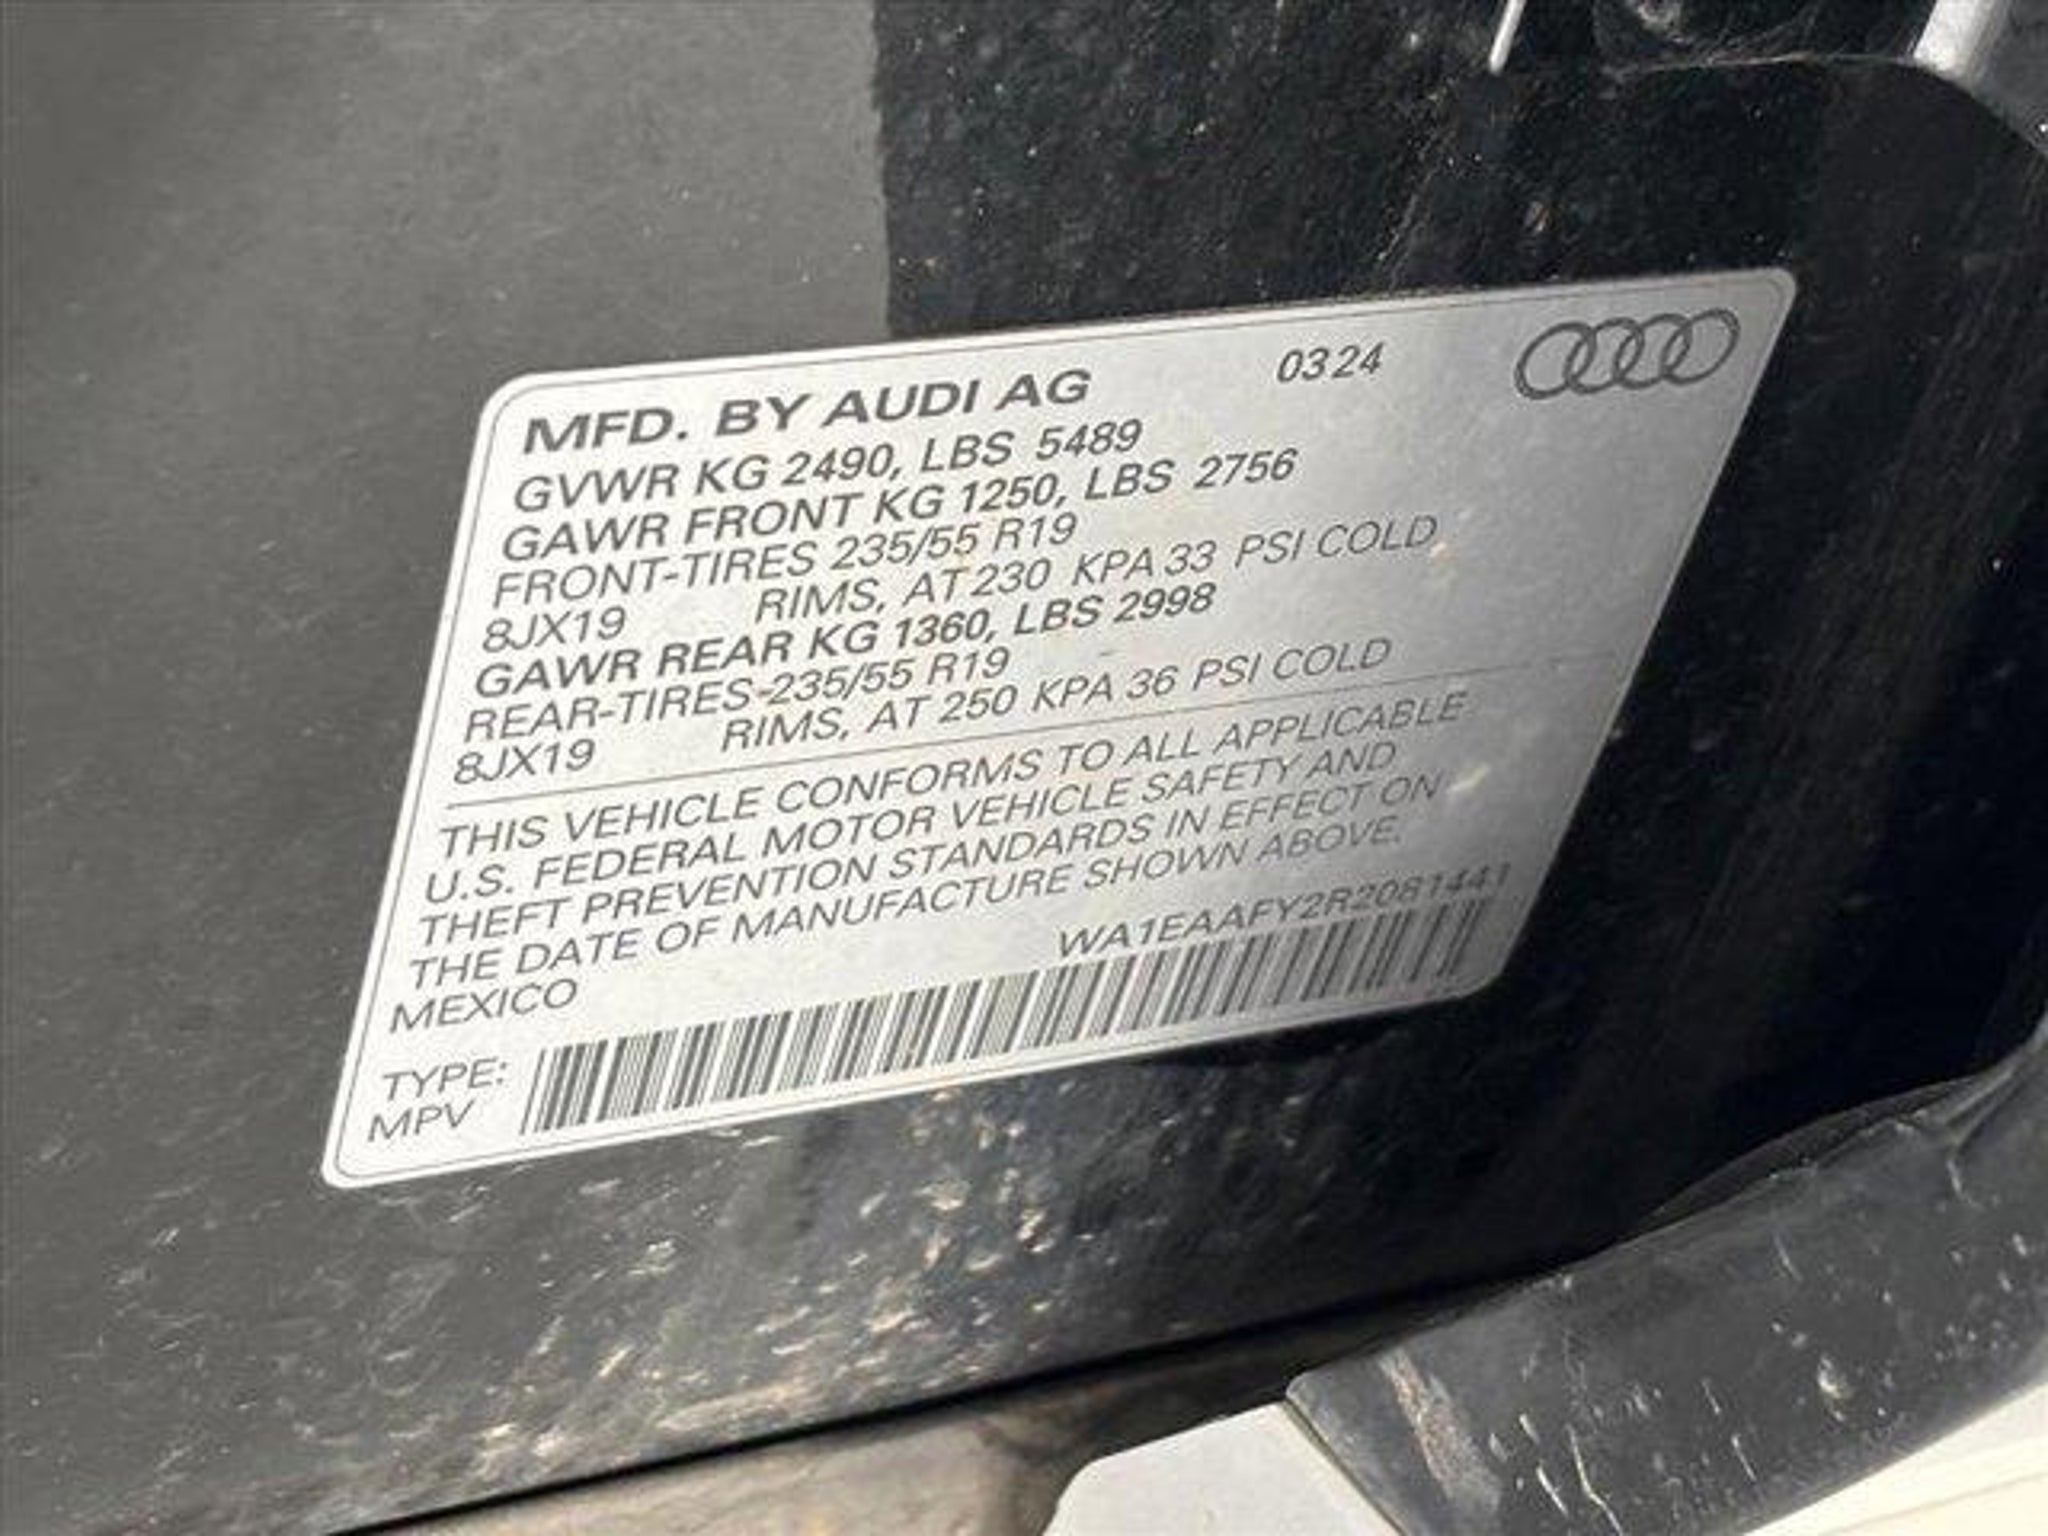 MFD. BY AUDI AG 0324
GVWR KG 2490, LBS 5489
GAWR FRONT KG 1250, LBS 2756
FRONT-TIRES 235/55 R19
8JX19 RIMS, AT 230 KPA 33 PSI COLD
GAWR REAR KG 1360, LBS 2998
REAR-TIRES-235/55 R19
8JX19 RIMS, AT 250 KPA 36 PSI COLD
THIS VEHICLE CONFORMS TO ALL APPLICABLE
U.S. FEDERAL MOTOR VEHICLE SAFETY AND
THEFT PREVENTION STANDARDS IN EFFECT ON
THE DATE OF MANUFACTURE SHOWN ABOVE.
MEXICO WA1EAAFY2R2081441
TYPE:
MPV